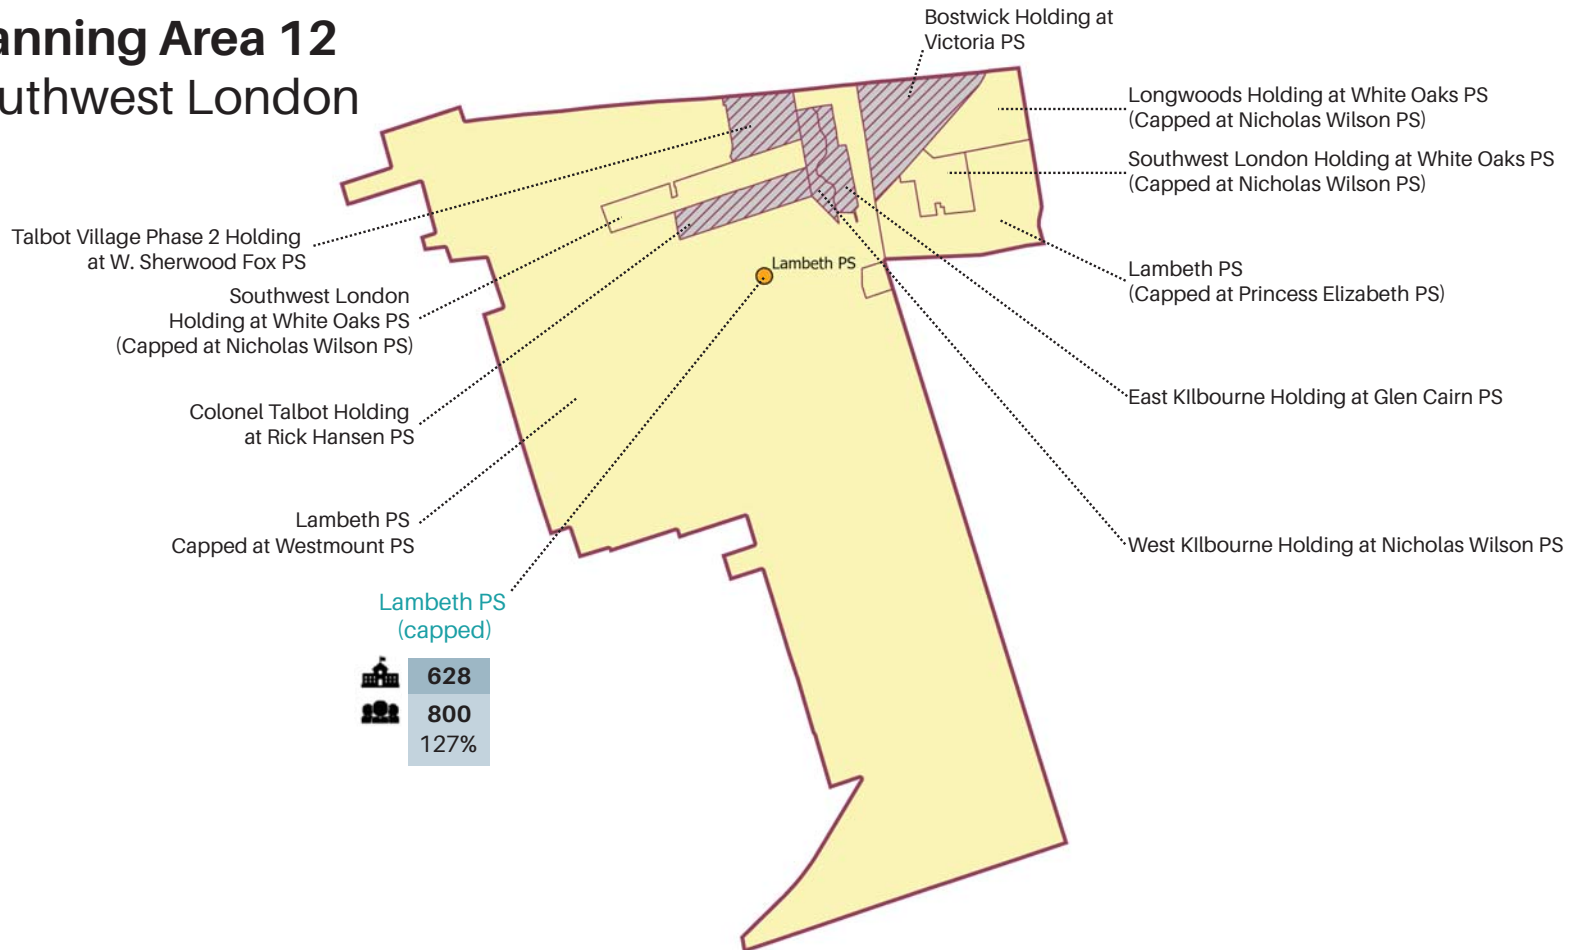 anning Area 12
uthwest London
Bostwick Holding at
Victoria PS
Longwoods Holding at White Oaks PS
(Capped at Nicholas Wilson PS)
Southwest London Holding at White Oaks PS
(Capped at Nicholas Wilson PS)
Talbot Village Phase 2 Holding
at W. Sherwood Fox PS
Lambeth PS
Lambeth PS
(Capped at Princess Elizabeth PS)
Southwest London
Holding at White Oaks PS
(Capped at Nicholas Wilson PS)
East KIlbourne Holding at Glen Cairn PS
Colonel Talbot Holding
at Rick Hansen PS
Lambeth PS
Capped at Westmount PS
West KIlbourne Holding at Nicholas Wilson PS
Lambeth PS
(capped)
628
800
127%